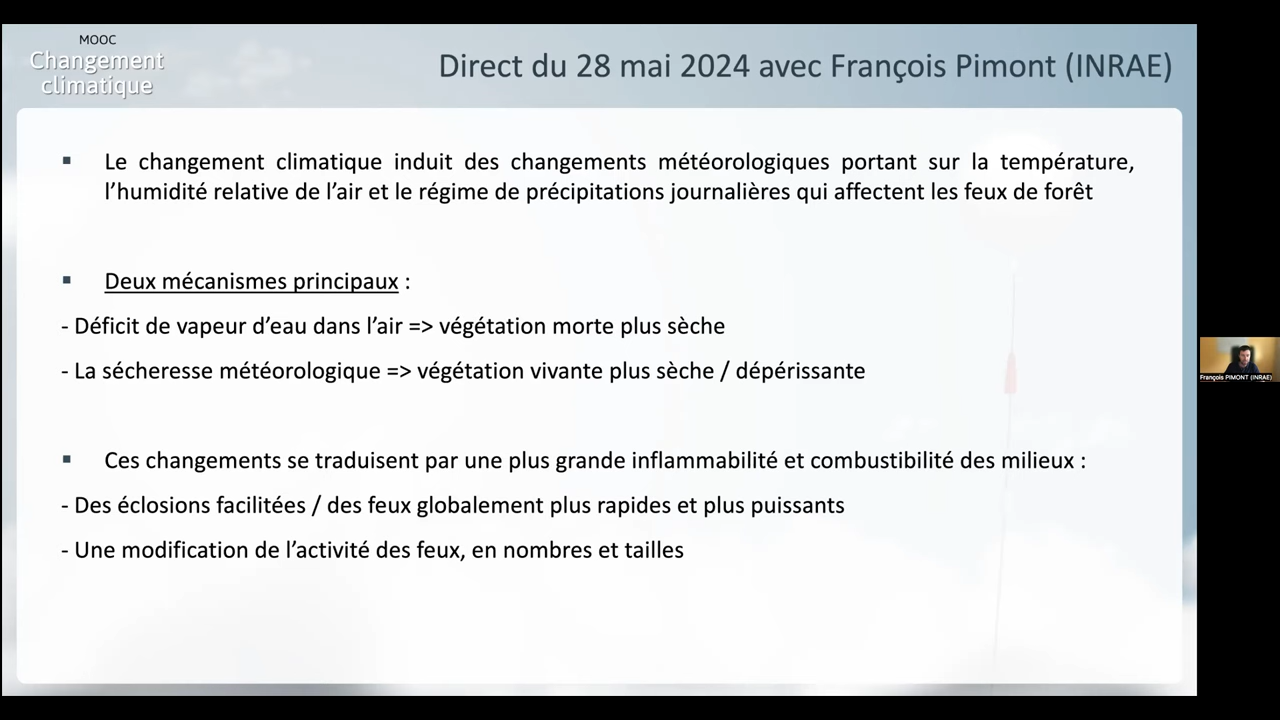 MOOC
Changement
climatique
Direct du 28 mai 2024 avec François Pimont (INRAE)
▪ Le changement climatique induit des changements météorologiques portant sur la température,
l’humidité relative de l’air et le régime de précipitations journalières qui affectent les feux de forêt
▪ Deux mécanismes principaux :
- Déficit de vapeur d’eau dans l’air => végétation morte plus sèche
- La sécheresse météorologique => végétation vivante plus sèche / dépérissante
▪ Ces changements se traduisent par une plus grande inflammabilité et combustibilité des milieux :
- Des éclosions facilitées / des feux globalement plus rapides et plus puissants
- Une modification de l’activité des feux, en nombres et tailles
François PIMONT (INRAE)